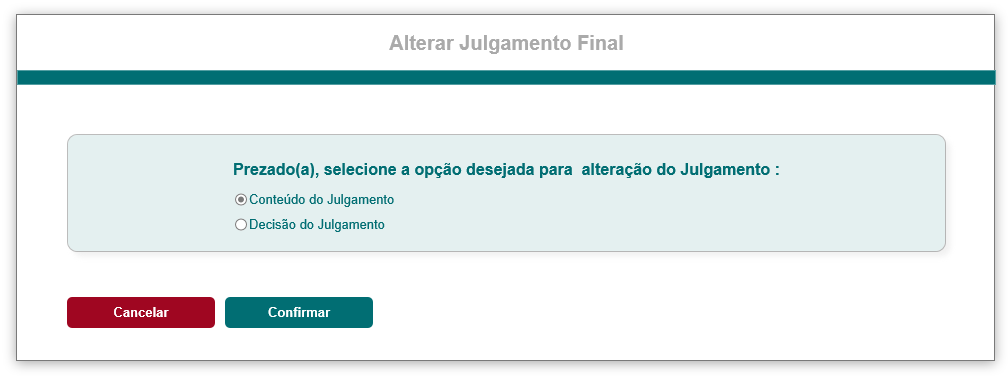 Alterar Julgamento Final
Prezado(a), selecione a opção desejada para  alteração do Julgamento :
Conteúdo do Julgamento
Decisão do Julgamento
Cancelar
Confirmar